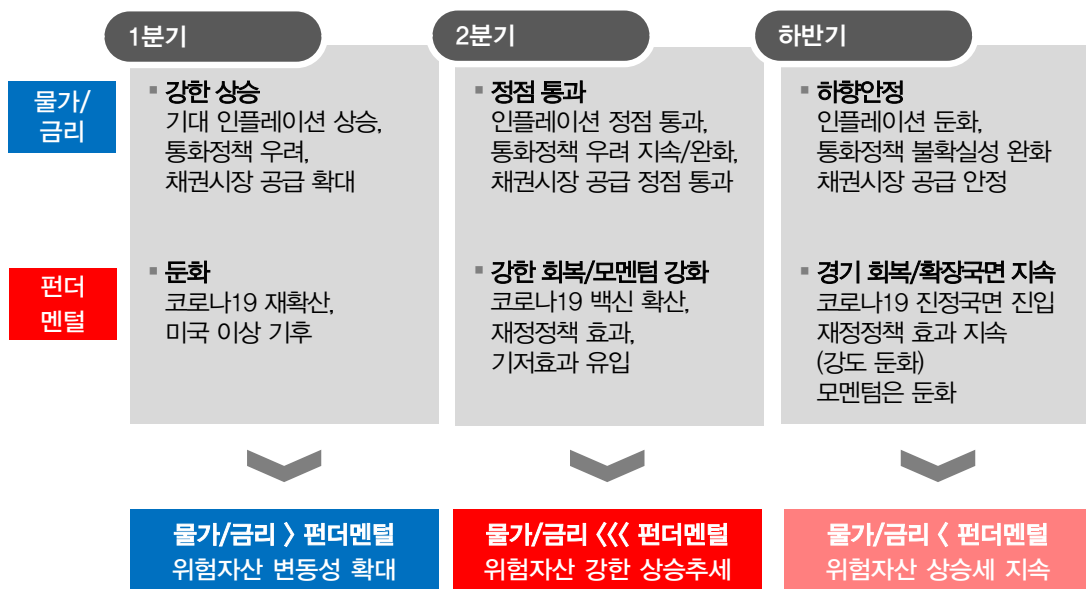 1분기
2분기
하반기
물가/
금리
▪ 강한 상승
기대 인플레이션 상승,
통화정책 우려,
채권시장 공급 확대
▪ 정점 통과
인플레이션 정점 통과,
통화정책 우려 지속/완화,
채권시장 공급 정점 통과
▪ 하향안정
인플레이션 둔화,
통화정책 불확실성 완화
채권시장 공급 안정
펀더
멘털
▪ 둔화
코로나19 재확산,
미국 이상 기후
▪ 강한 회복/모멘텀 강화
코로나19 백신 확산,
재정정책 효과,
기저효과 유입
▪ 경기 회복/확장국면 지속
코로나19 진정국면 진입
재정정책 효과 지속
(강도 둔화)
모멘텀은 둔화
물가/금리 > 펀더멘털
위험자산 변동성 확대
물가/금리 <<< 펀더멘털
위험자산 강한 상승추세
물가/금리 < 펀더멘털
위험자산 상승세 지속